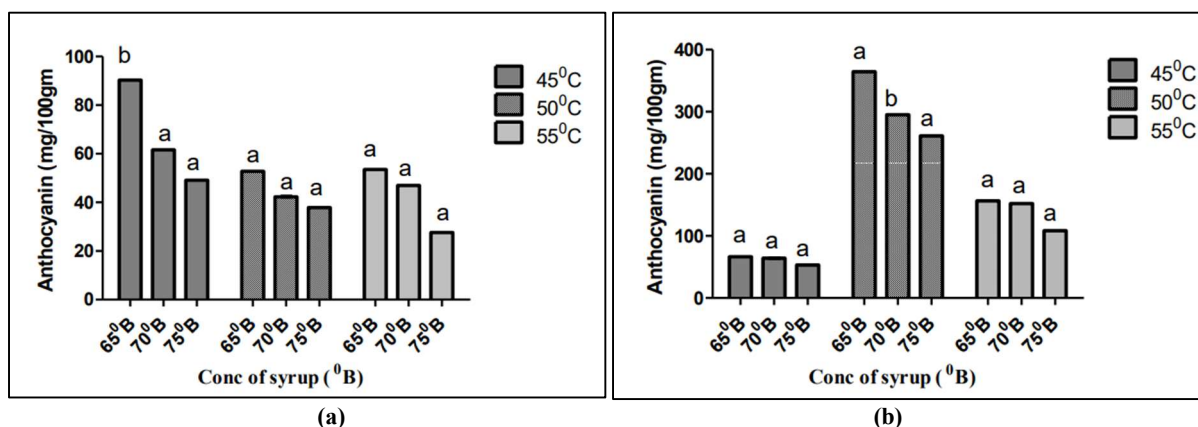 100
80
60
40
20
0
Anthocyanin (mg/100gm
b
a
a
a
a
a
a
a
a
45⁰C
50⁰C
55⁰C
65⁰B
70⁰B
75⁰B
65⁰B
70⁰B
75⁰B
65⁰B
70⁰B
75⁰B
Conc of syrup ( ⁰B)
(a)
400
300
200
100
0
Anthocyanin (mg/100gm)
a
a
a
a
b
a
a
a
a
45⁰C
50⁰C
55⁰C
65⁰B
70⁰B
75⁰B
65⁰B
70⁰B
75⁰B
65⁰B
70⁰B
75⁰B
Conc of syrup ( ⁰B)
(b)